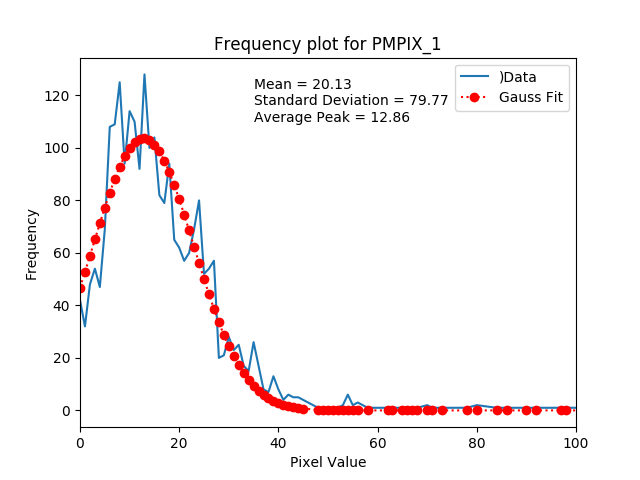 Frequency plot for PMPIX_1
Mean = 20.13
Standard Deviation = 79.77
Average Peak = 12.86
)Data
Gauss Fit
Frequency
120
100
80
60
40
20
0
0 20 40 60 80 100
Pixel Value